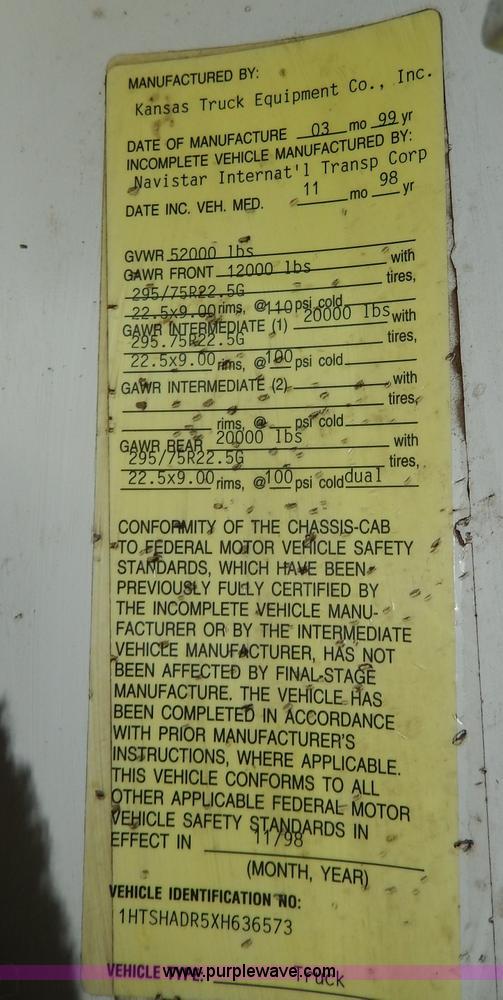 MANUFACTURED BY:
Kansas Truck Equipment Co., Inc.
DATE OF MANUFACTURE 03 mo 99 yr
INCOMPLETE VEHICLE MANUFACTURED BY:
Navistar Internat'l Transp Corp
DATE INC. VEH. MFD. 11 mo 98 yr
GVWR 52000 lbs
GAWR FRONT 12000 lbs with
295/75R22.5G tires,
22.5x9.00 rims, @ 110 psi cold
GAWR INTERMEDIATE (1) 20000 lbs with
295.75R22.5G tires,
22.5x9.00 rims, @ 100 psi cold
GAWR INTERMEDIATE (2) with
tires,
rims, @ psi cold
GAWR REAR 20000 lbs with
295/75R22.5G tires,
22.5x9.00 rims, @ 100 psi cold dual
CONFORMITY OF THE CHASSIS-CAB
TO FEDERAL MOTOR VEHICLE SAFETY
STANDARDS, WHICH HAVE BEEN
PREVIOUSLY FULLY CERTIFIED BY
THE INCOMPLETE VEHICLE MANU-
FACTURER OR BY THE INTERMEDIATE
VEHICLE MANUFACTURER, HAS NOT
BEEN AFFECTED BY FINAL-STAGE
MANUFACTURE. THE VEHICLE HAS
BEEN COMPLETED IN ACCORDANCE
WITH PRIOR MANUFACTURER'S
INSTRUCTIONS, WHERE APPLICABLE.
THIS VEHICLE CONFORMS TO ALL
OTHER APPLICABLE FEDERAL MOTOR
VEHICLE SAFETY STANDARDS IN
EFFECT IN 11/98
(MONTH, YEAR)
VEHICLE IDENTIFICATION NO:
1HTSHADR5XH636573
VEHICLE TYPE: Truck
www.purplewave.com